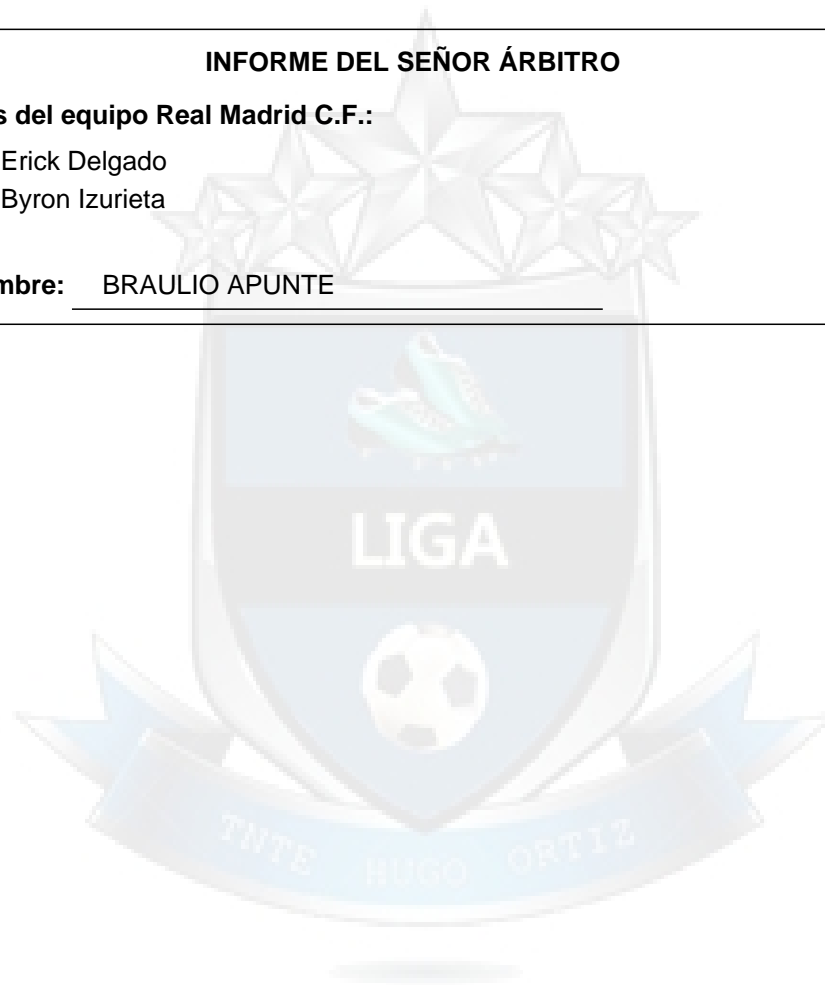 INFORME DEL SEÑOR ÁRBITRO
s del equipo Real Madrid C.F.:
Erick Delgado
Byron Izurieta
mbre: BRAULIO APUNTE
LIGA
TNTE HUGO ORTIZ